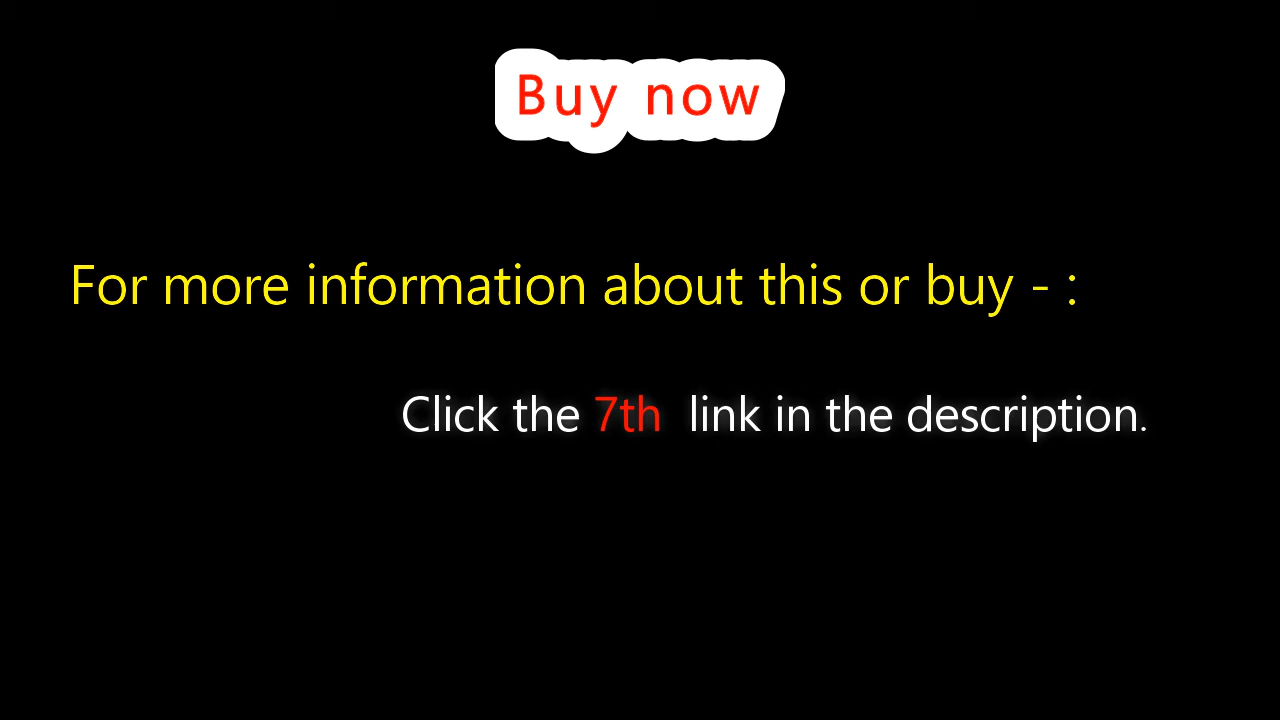 Buy now
For more information about this or buy - :
Click the 7th link in the description.